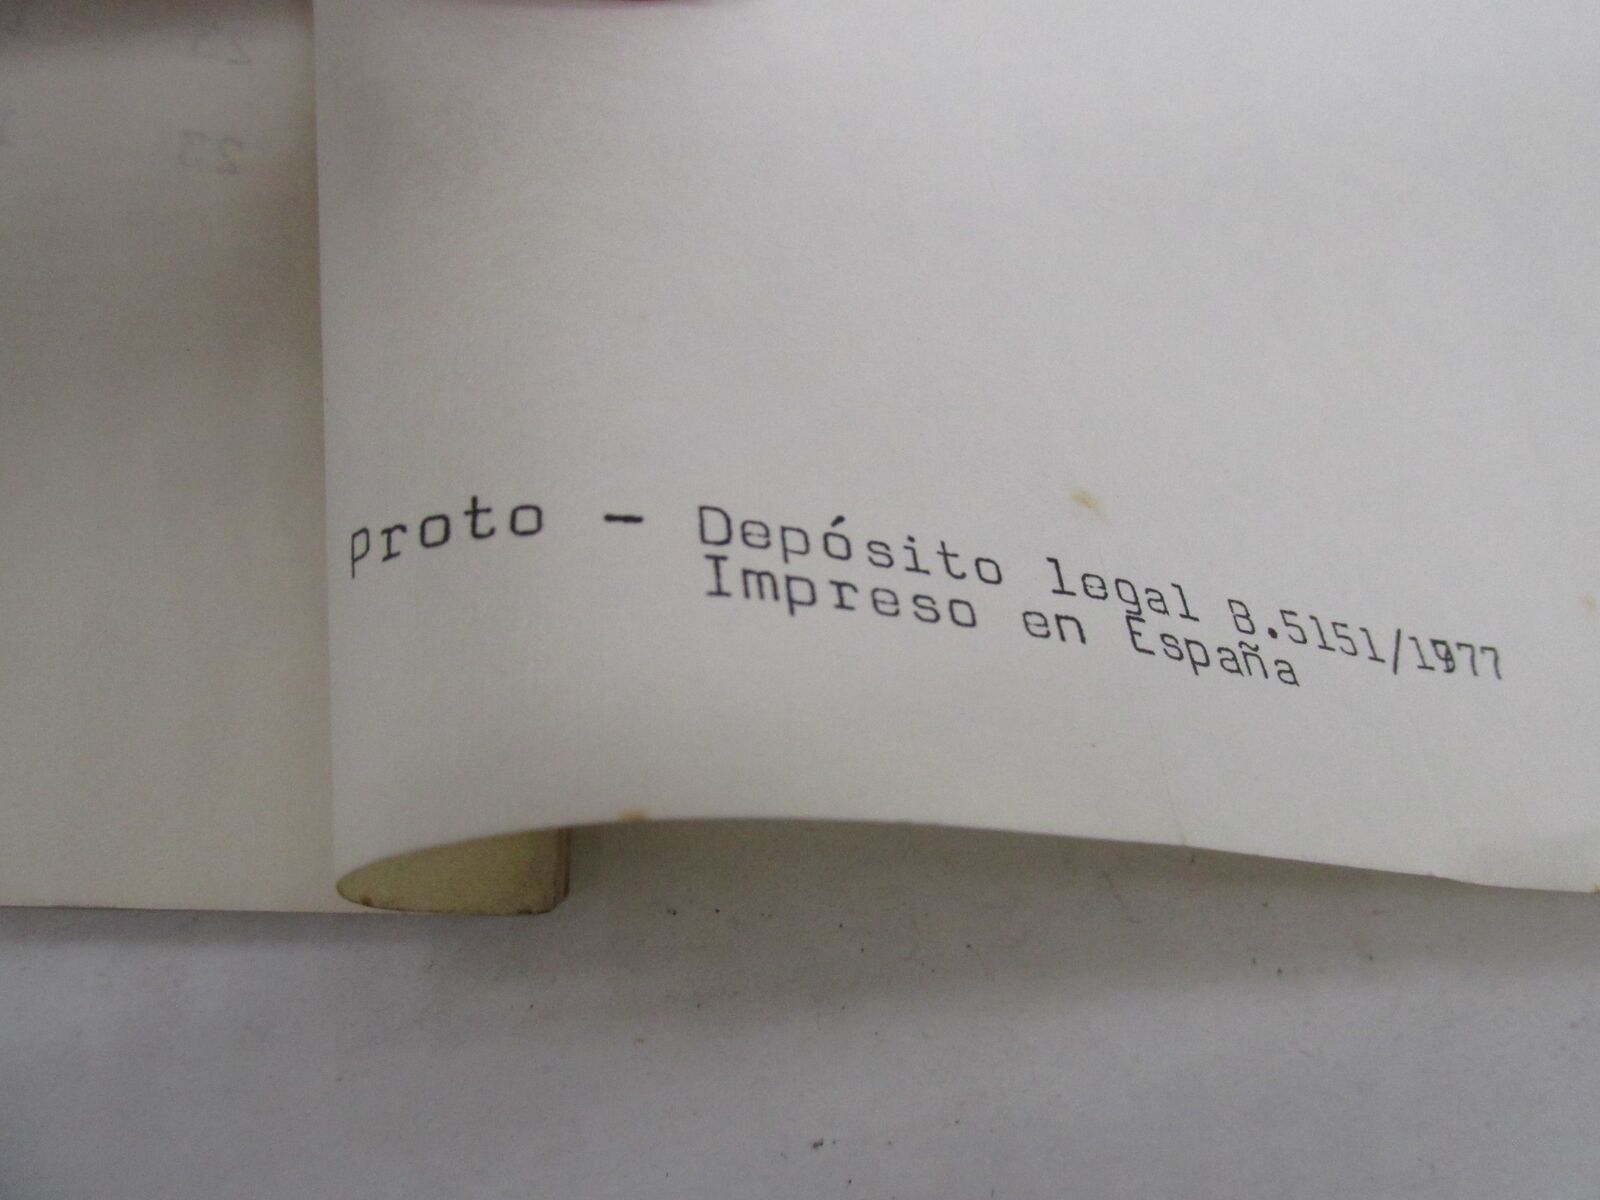 proto - Depósito legal B.5151/1977
Impreso en España